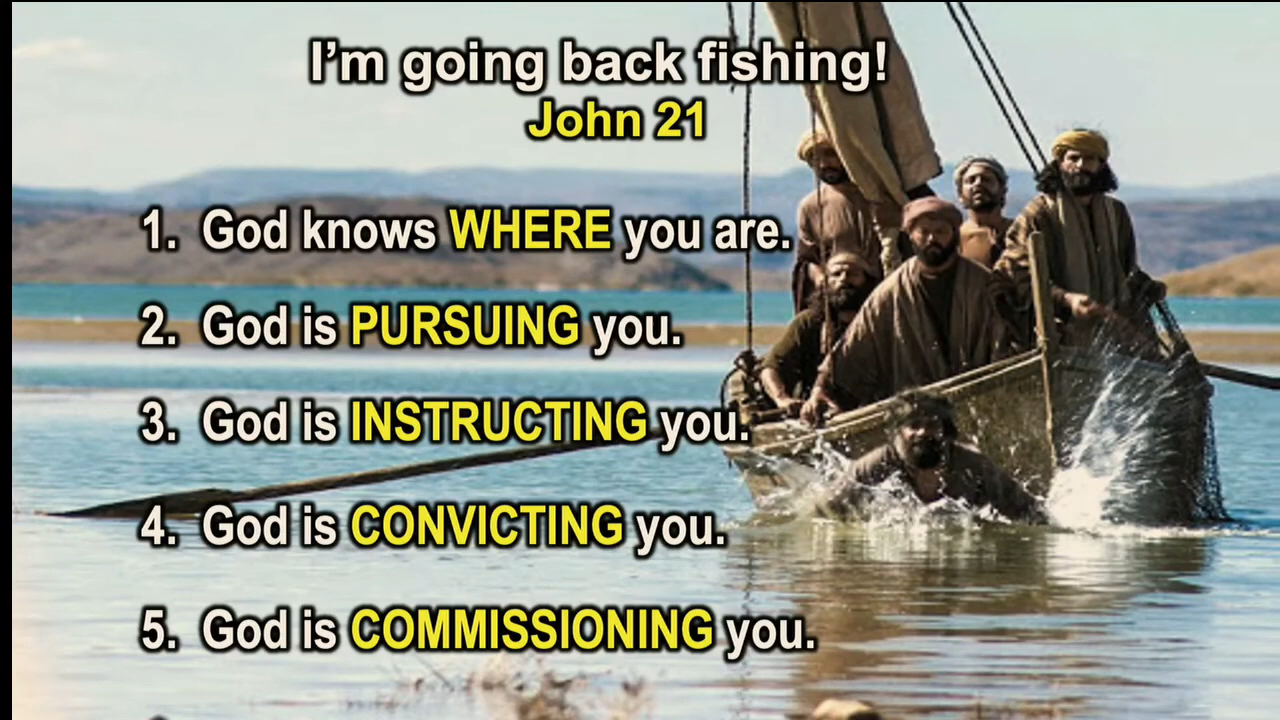 I’m going back fishing!
John 21
1. God knows WHERE you are.
2. God is PURSUING you.
3. God is INSTRUCTING you.
4. God is CONVICTING you.
5. God is COMMISSIONING you.